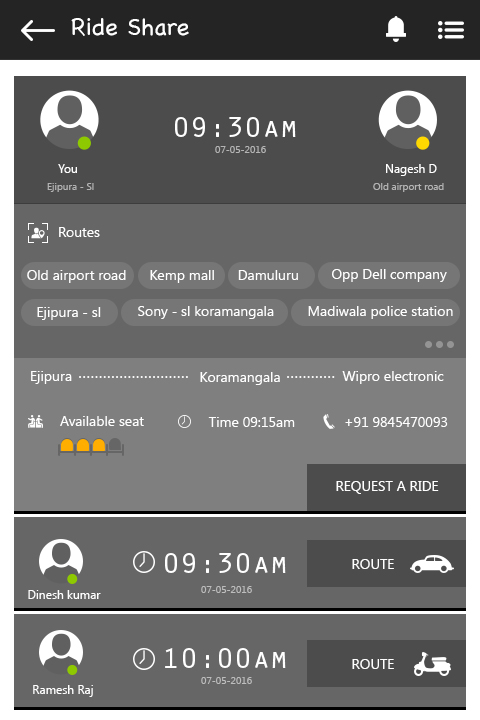 Ride Share
09:30AM
07-05-2016
You
Nagesh D
Ejipura - Sl
Old airport road
Routes
Old airport road Kemp mall Damuluru Opp Dell company
Ejipura - sl Sony - sl koramangala Madiwala police station
Ejipura Koramangala Wipro electronic
Available seat Time 09:15am +91 9845470093
REQUEST A RIDE
09:30AM ROUTE
07-05-2016
Dinesh kumar
10:00AM ROUTE
07-05-2016
Ramesh Raj